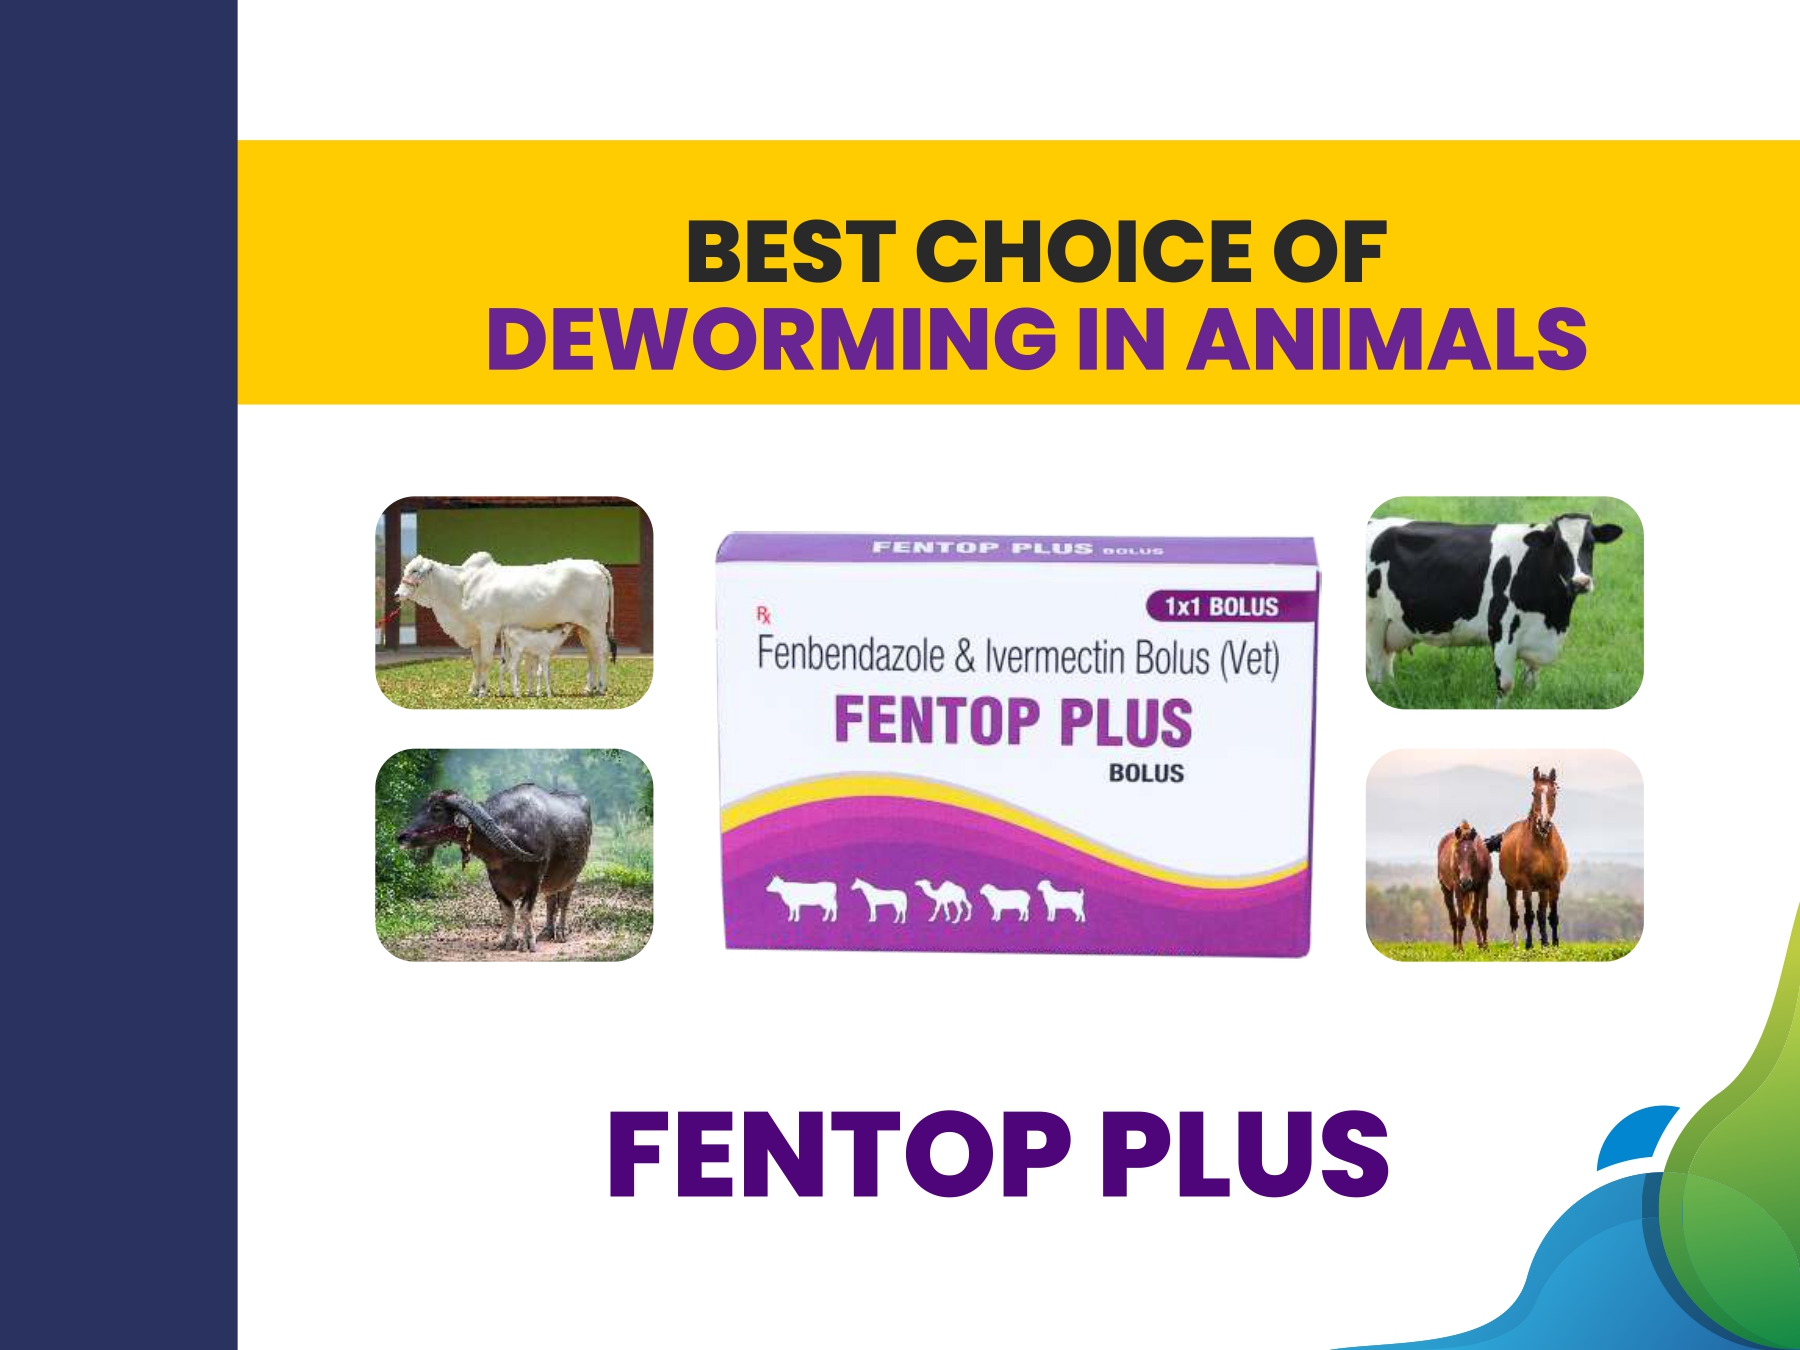 BEST CHOICE OF
DEWORMING IN ANIMALS
FENTOP PLUS BOLUS
1x1 BOLUS
Rx
Fenbendazole & Ivermectin Bolus (Vet)
FENTOP PLUS
BOLUS
FENTOP PLUS